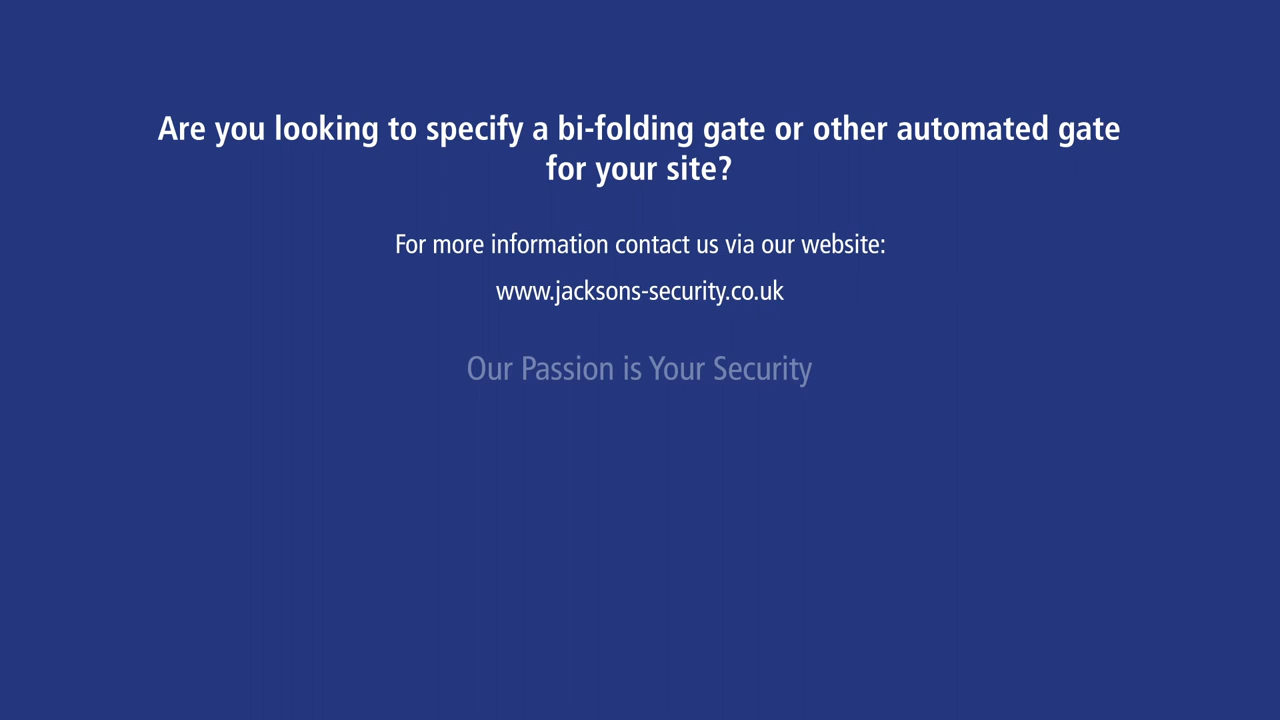 Are you looking to specify a bi-folding gate or other automated gate
for your site?
For more information contact us via our website:
www.jacksons-security.co.uk
Our Passion is Your Security